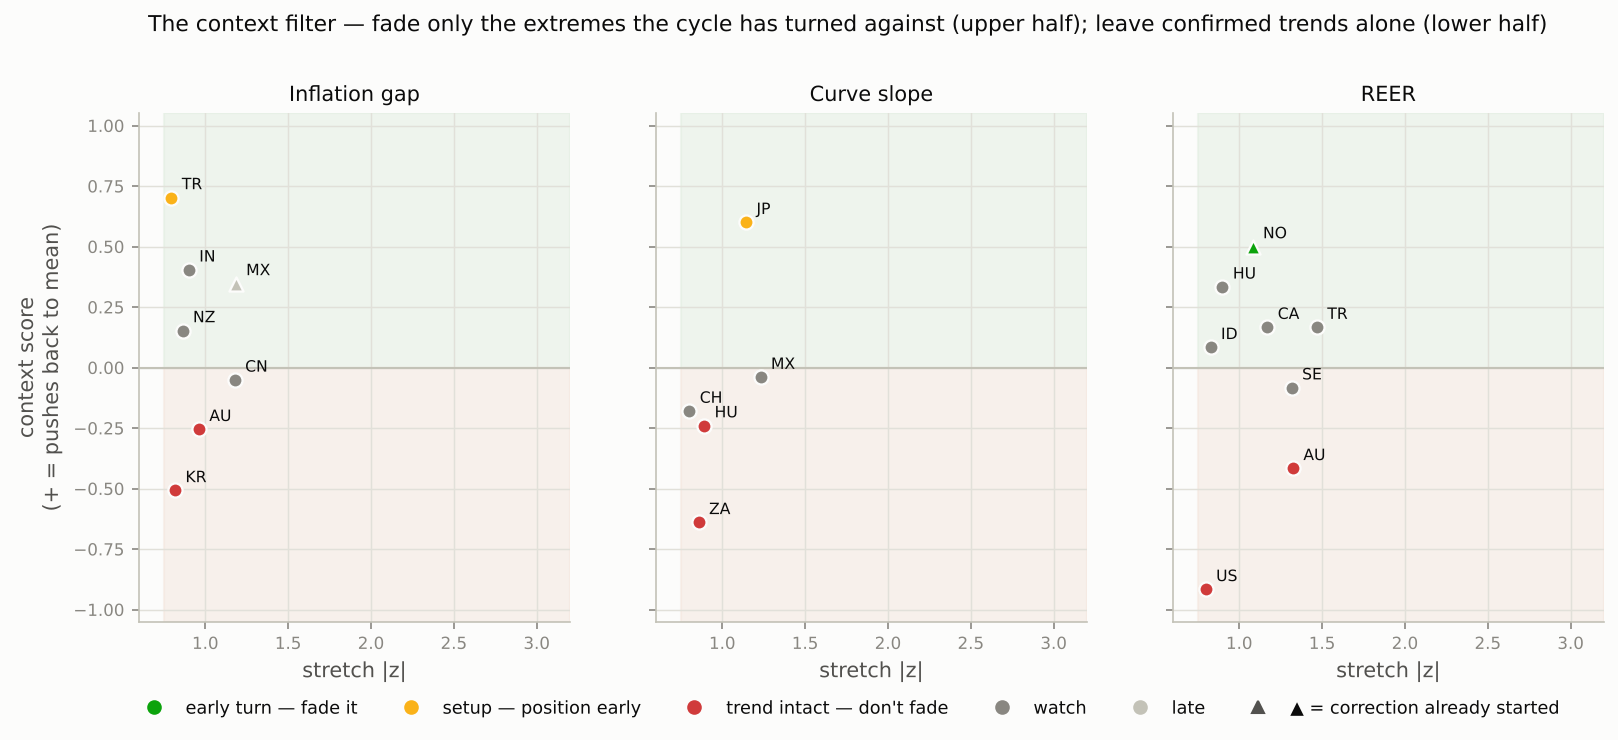 The context filter — fade only the extremes the cycle has turned against (upper half); leave confirmed trends alone (lower half)
Inflation gap
Curve slope
REER
context score
(+ = pushes back to mean)
1.00
0.75
0.50
0.25
0.00
−0.25
−0.50
−0.75
−1.00
TR
IN
MX
NZ
CN
AU
KR
JP
MX
CH
HU
ZA
NO
HU
CA
TR
ID
SE
AU
US
1.0 1.5 2.0 2.5 3.0
1.0 1.5 2.0 2.5 3.0
1.0 1.5 2.0 2.5 3.0
stretch |z|
stretch |z|
stretch |z|
early turn — fade it
setup — position early
trend intact — don't fade
watch
late
▲ = correction already started